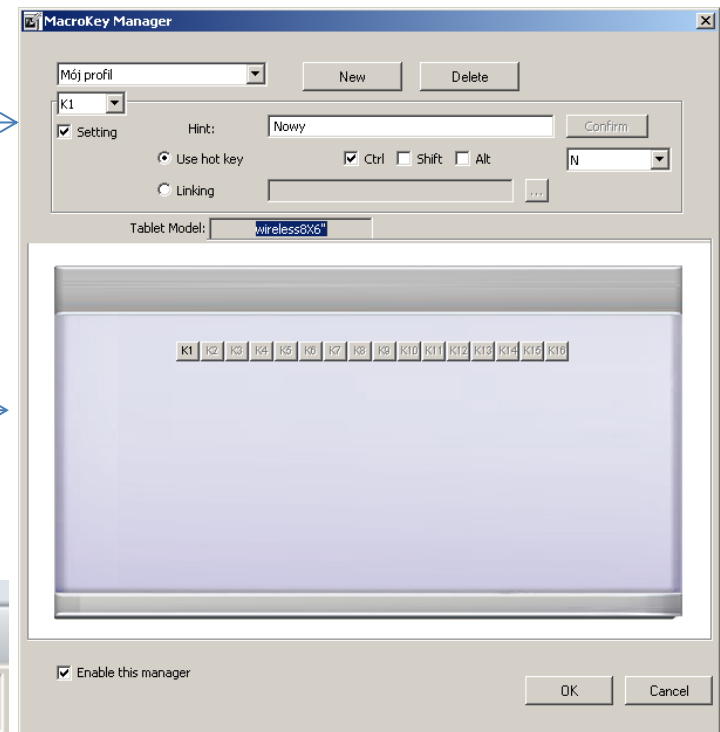 MacroKey Manager
Mój profil New Delete
K1
Setting Hint: Nowy Confirm
Use hot key Ctrl Shift Alt N
Linking ...
Tablet Model: wireless8X6"
K1 K2 K3 K4 K5 K6 K7 K8 K9 K10 K11 K12 K13 K14 K15 K16
Enable this manager
OK Cancel